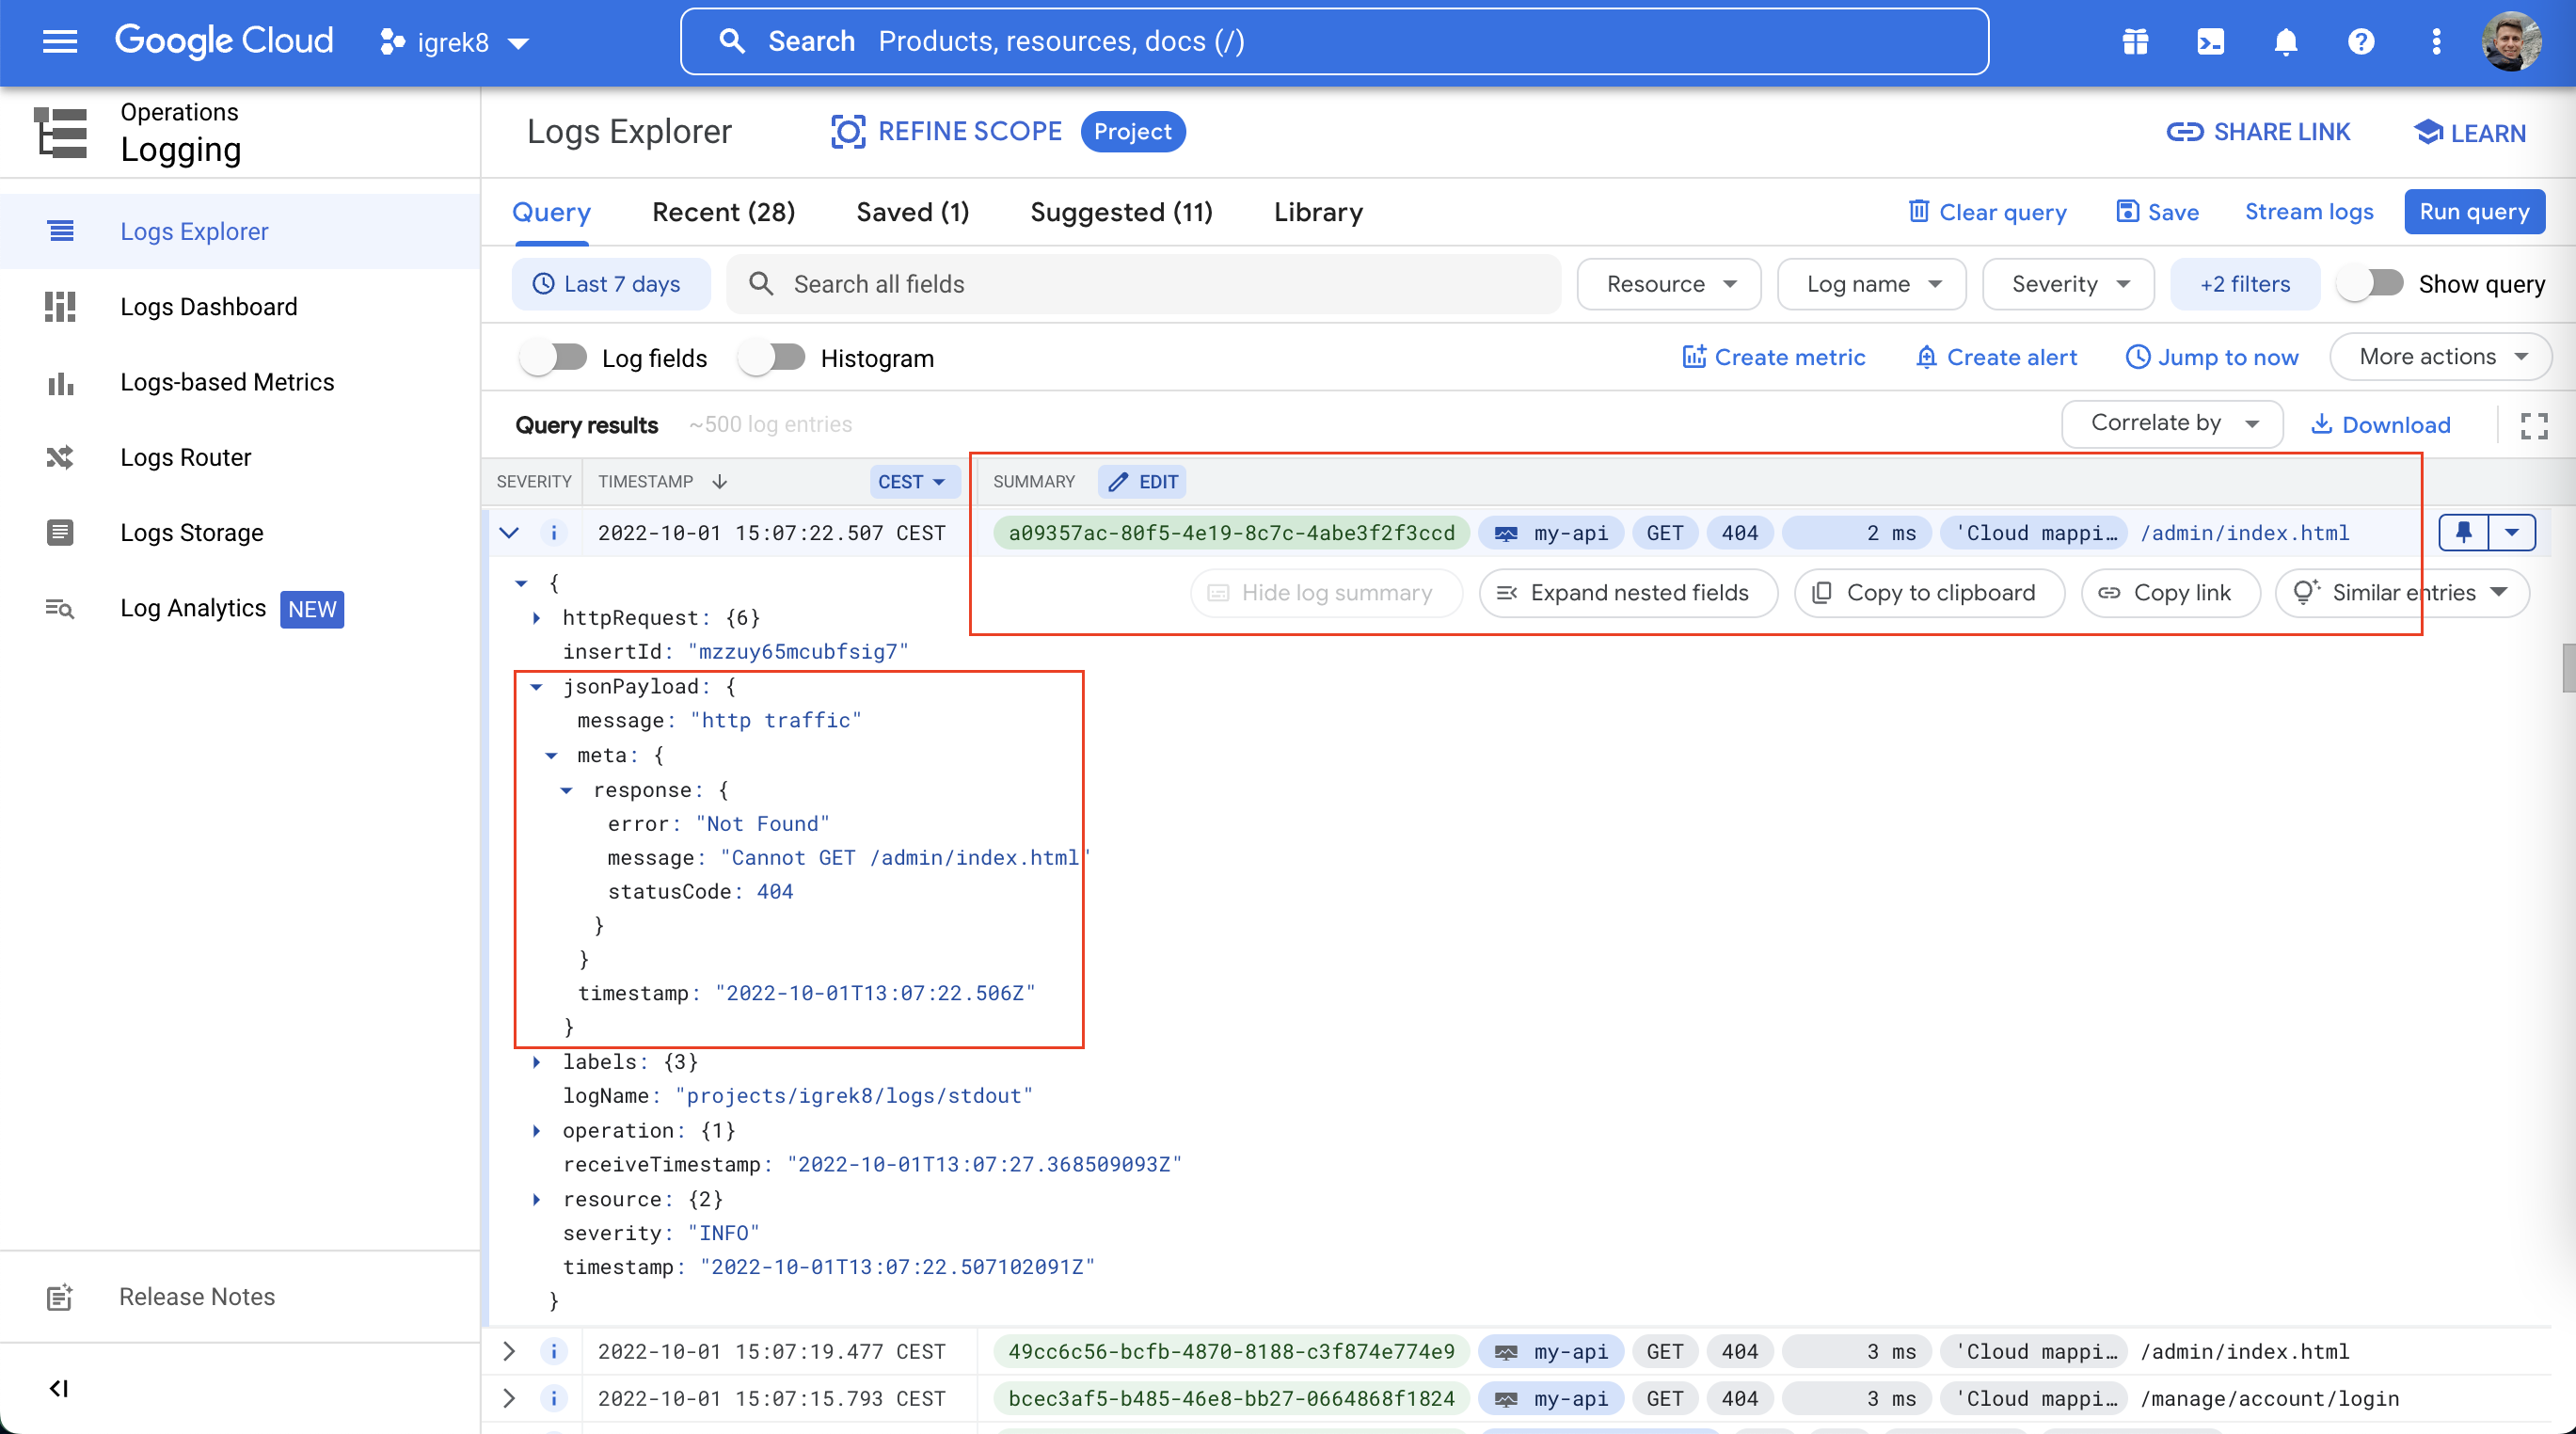 Google Cloud igrek8 Search Products, resources, docs (/)
Operations
Logging
Logs Explorer REFINE SCOPE Project SHARE LINK LEARN
Query Recent (28) Saved (1) Suggested (11) Library Clear query Save Stream logs Run query
Logs Explorer
Logs Dashboard
Logs-based Metrics
Logs Router
Logs Storage
Log Analytics NEW
Release Notes
Last 7 days Search all fields Resource Log name Severity +2 filters Show query
Log fields Histogram Create metric Create alert Jump to now More actions
Query results ~500 log entries Correlate by Download
SEVERITY TIMESTAMP CEST SUMMARY EDIT
2022-10-01 15:07:22.507 CEST a09357ac-80f5-4e19-8c7c-4abe3f2f3ccd my-api GET 404 2 ms 'Cloud mappi… /admin/index.html
{
Hide log summary Expand nested fields Copy to clipboard Copy link Similar entries
httpRequest: {6}
insertId: "mzzuy65mcubfsig7"
jsonPayload: {
message: "http traffic"
meta: {
response: {
error: "Not Found"
message: "Cannot GET /admin/index.html"
statusCode: 404
}
}
timestamp: "2022-10-01T13:07:22.506Z"
}
labels: {3}
logName: "projects/igrek8/logs/stdout"
operation: {1}
receiveTimestamp: "2022-10-01T13:07:27.368509093Z"
resource: {2}
severity: "INFO"
timestamp: "2022-10-01T13:07:22.507102091Z"
}
2022-10-01 15:07:19.477 CEST 49cc6c56-bcfb-4870-8188-c3f874e774e9 my-api GET 404 3 ms 'Cloud mappi… /admin/index.html
2022-10-01 15:07:15.793 CEST bcec3af5-b485-46e8-bb27-0664868f1824 my-api GET 404 3 ms 'Cloud mappi… /manage/account/login